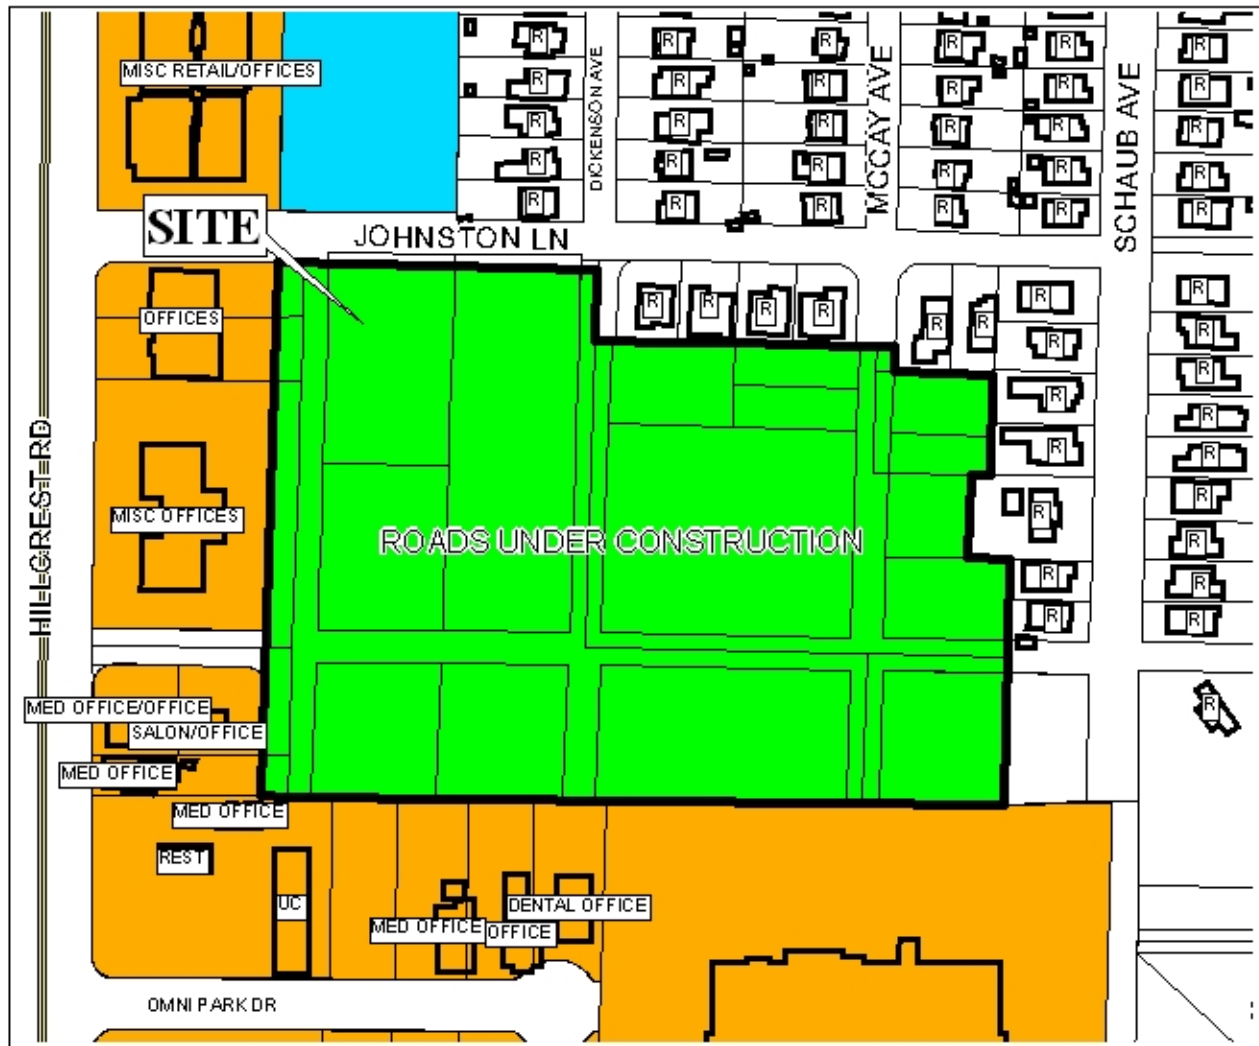 R R R R R R
MISC RETAIL/OFFICES
R R R R R R
DICKENSON AVE
MCCAY AVE
SCHAUB AVE
R R R R R R
R R R R R R
R R R R R R
SITE
JOHNSTON LN
R R R R R R R R
OFFICES
R R
R
R
R
R
R
HILLCREST RD
MISC OFFICES
R
R
ROADS UNDER CONSTRUCTION
R
R
R
R
R
MED OFFICE/OFFICE
R
SALON/OFFICE
MED OFFICE
MED OFFICE
REST
UC
DENTAL OFFICE
MED OFFICE
OFFICE
OMNI PARK DR